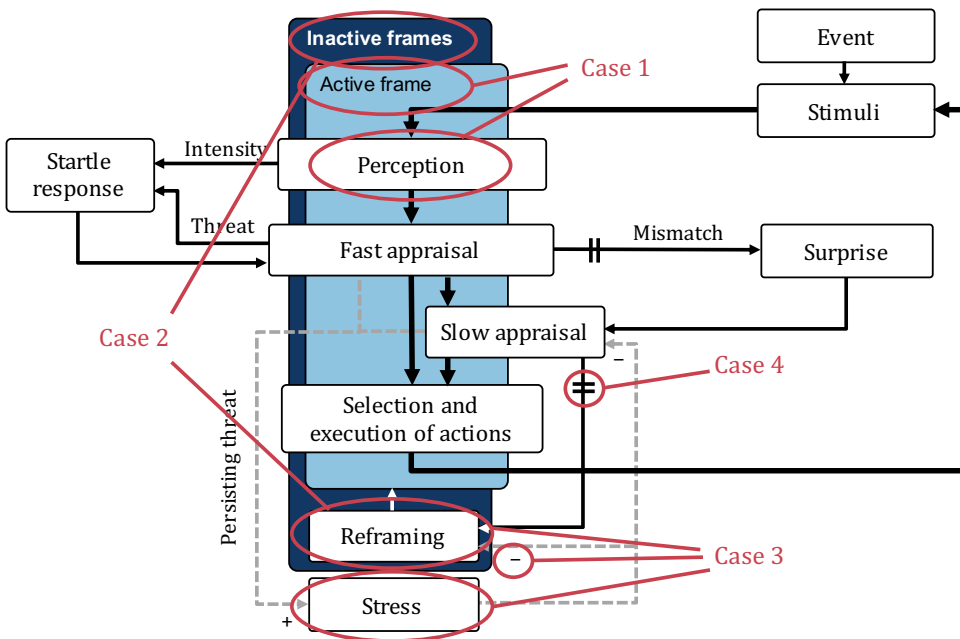 Inactive frames
Event
Active frame
Case 1
Stimuli
Intensity
Perception
Startle
response
Threat
Fast appraisal
Mismatch
Surprise
Case 2
Slow appraisal
−
Case 4
Selection and
execution of actions
Persisting threat
Reframing
−
Case 3
Stress
+